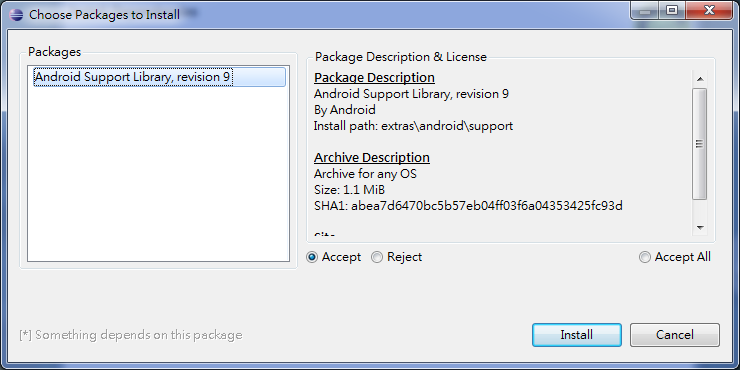 Choose Packages to Install
Packages
Android Support Library, revision 9
Package Description & License
Package Description
Android Support Library, revision 9
By Android
Install path: extras\android\support
Archive Description
Archive for any OS
Size: 1.1 MiB
SHA1: abea7d6470bc5b57eb04ff03f6a04353425fc93d
Site
Accept
Reject
Accept All
[*] Something depends on this package
Install
Cancel